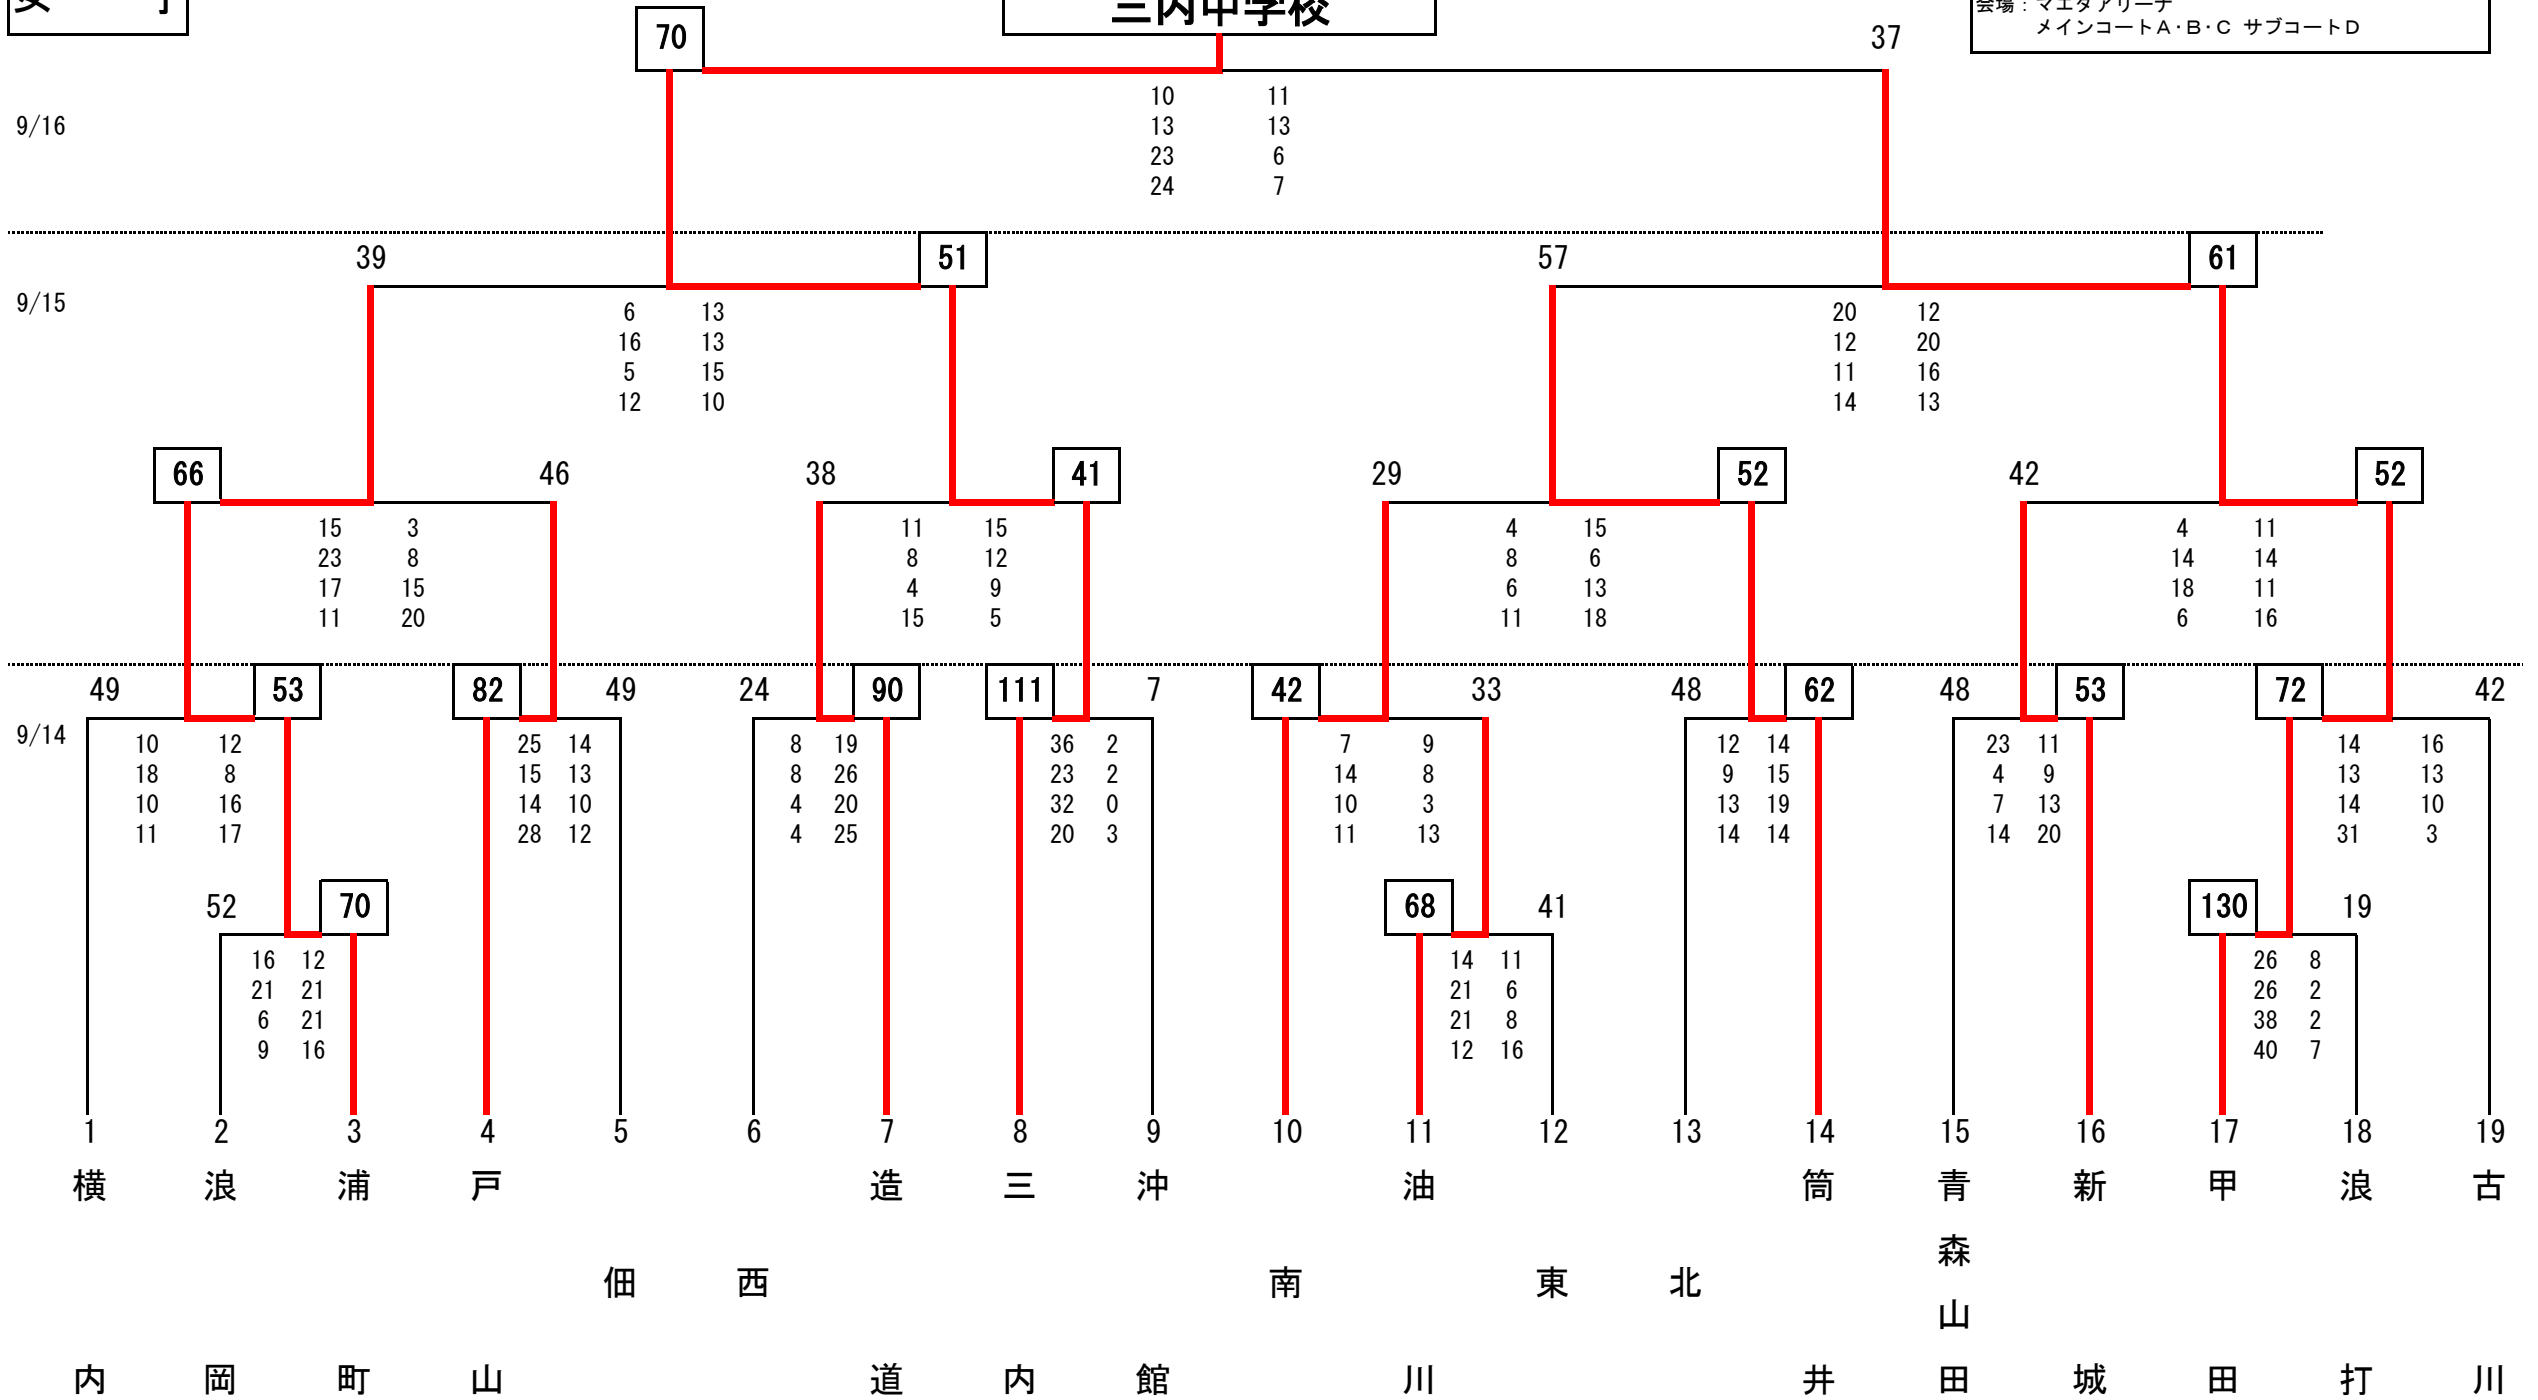 女 子
三内中学校
会場：マエダアリーナ
メインコートA・B・C サブコートD
70 37
9/16
10 11
13 13
23 6
24 7
39 51 57 61
9/15
6 13 20 12
16 13 12 20
5 15 11 16
12 10 14 13
66 46 38 41 29 52 42 52
15 3 11 15 4 15 4 11
23 8 8 12 8 6 14 14
17 15 4 9 6 13 18 11
11 20 15 5 11 18 6 16
49 53 82 49 24 90 111 7 42 33 48 62 48 53 72 42
9/14
10 12 25 14 8 19 36 2 7 9 12 14 23 11 14 16
18 8 15 13 8 26 23 2 14 8 9 15 4 9 13 13
10 16 14 10 4 20 32 0 10 3 13 19 7 13 14 10
11 17 28 12 4 25 20 3 11 13 14 14 14 20 31 3
52 70 68 41 130 19
16 12 14 11 26 8
21 21 21 6 26 2
6 21 21 8 38 2
9 16 12 16 40 7
1 2 3 4 5 6 7 8 9 10 11 12 13 14 15 16 17 18 19
横内
浪岡
浦町
戸山
佃
西
造道
三内
沖館
南
油川
東
北
筒井
青森山田
新城
甲田
浪打
古川